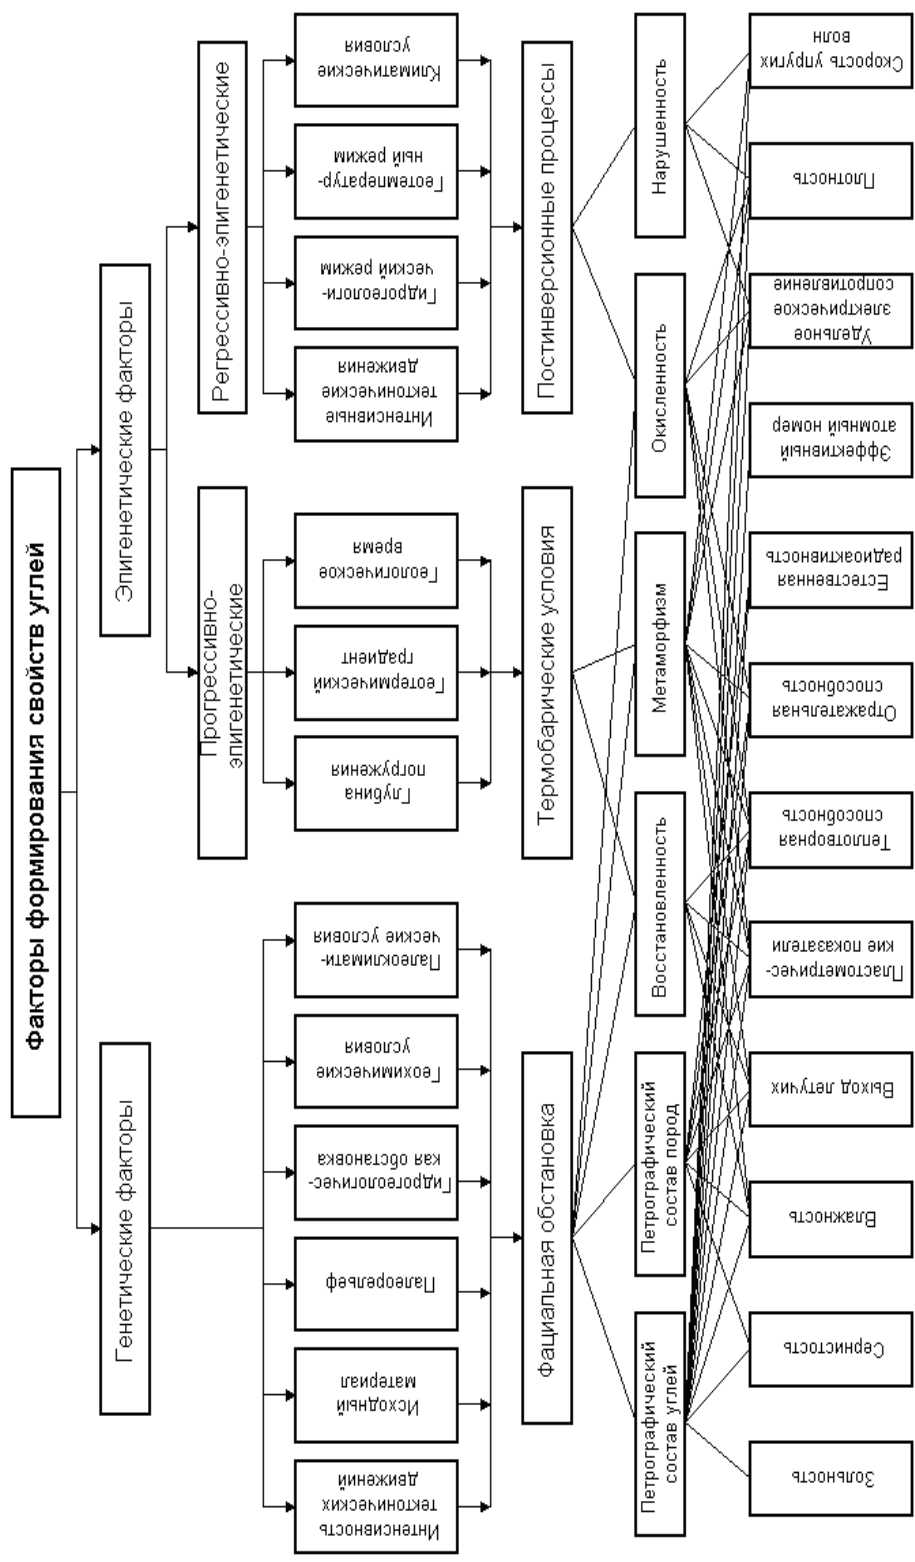 Факторы формирования свойств углей
Генетические факторы
Эпигенетические факторы
Прогрессивно-
эпигенетические
Регрессивно-эпигенетические
Интенсивность
тектонических
движений
Исходный
материал
Палеорельеф
Гидрогеологичес-
кая обстановка
Геохимические
условия
Палеоклимати-
ческие условия
Глубина
погружения
Геотермический
градиент
Геологическое
время
Интенсивные
тектонические
движения
Гидрогеологи-
ческий режим
Геотемператур-
ный режим
Климатические
условия
Фациальная обстановка
Термобарические условия
Постинверсионные процессы
Петрографический
состав углей
Петрографический
состав пород
Восстановленность
Метаморфизм
Окисленность
Нарушенность
Зольность
Сернистость
Влажность
Выход летучих
Пластометричес-
кие показатели
Теплотворная
способность
Отражательная
способность
Естественная
радиоактивность
Эффективный
атомный номер
Удельное
электрическое
сопротивление
Плотность
Скорость упругих
волн